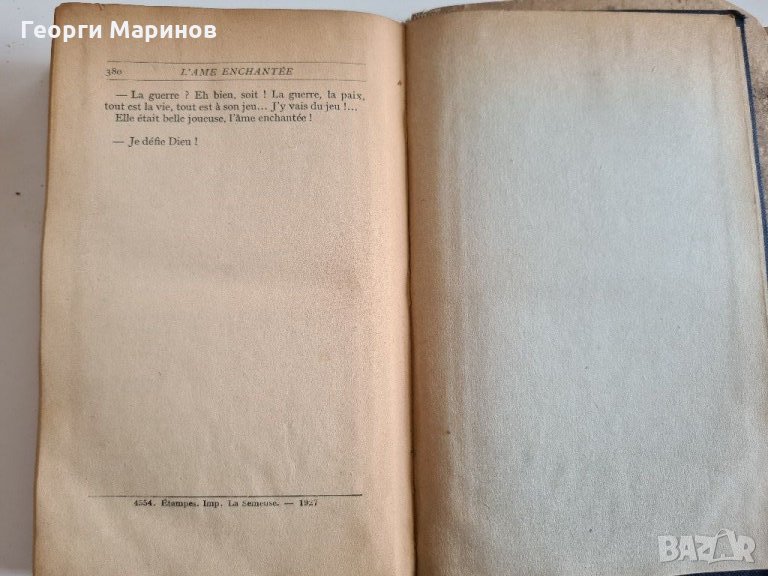 Георги Маринов
380 L'AME ENCHANTÉE
— La guerre ? Eh bien, soit ! La guerre, la paix,
tout est la vie, tout est à son jeu... J'y vais du jeu !...
Elle était belle joueuse, l'âme enchantée !
— Je défie Dieu !
4554. Étampes. Imp. La Semeuse. — 1927
BAZAR